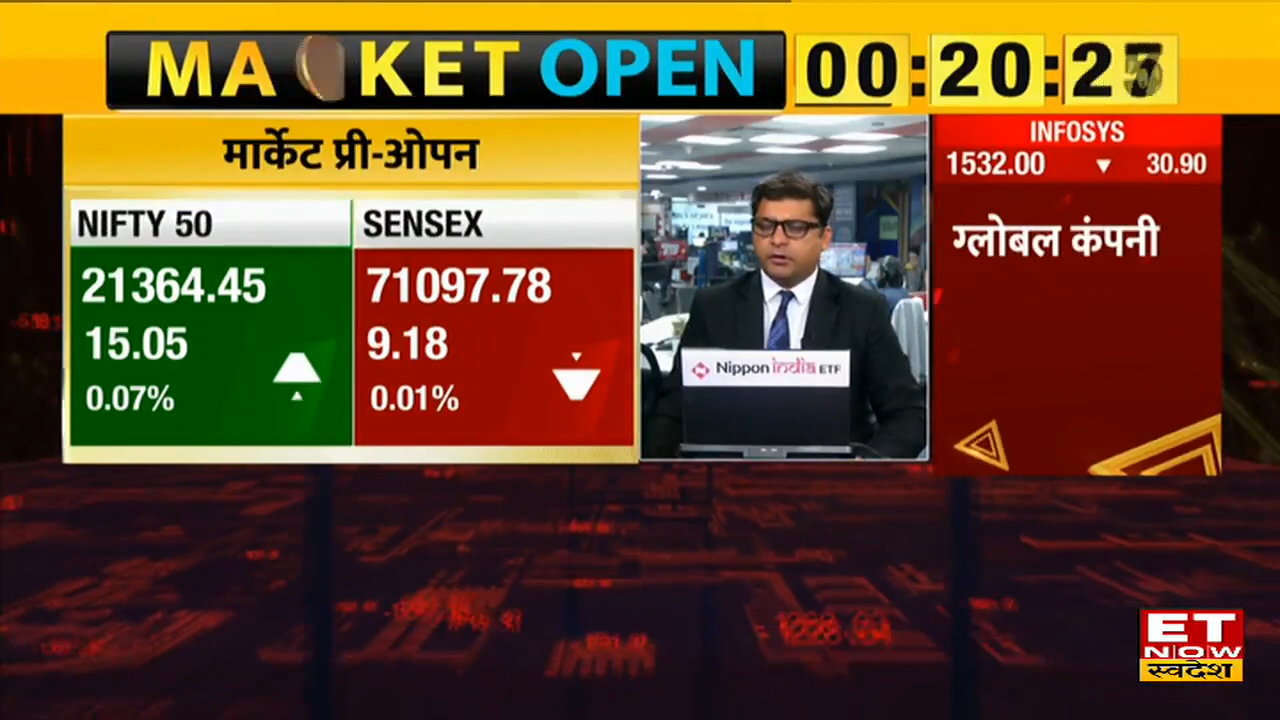 MARKET OPEN 00:20:2
मार्केट प्री-ओपन
NIFTY 50
21364.45
15.05
0.07%
SENSEX
71097.78
9.18
0.01%
Nippon india ETF
INFOSYS
1532.00 ▼ 30.90
ग्लोबल कंपनी
ET
NOW
स्वदेश